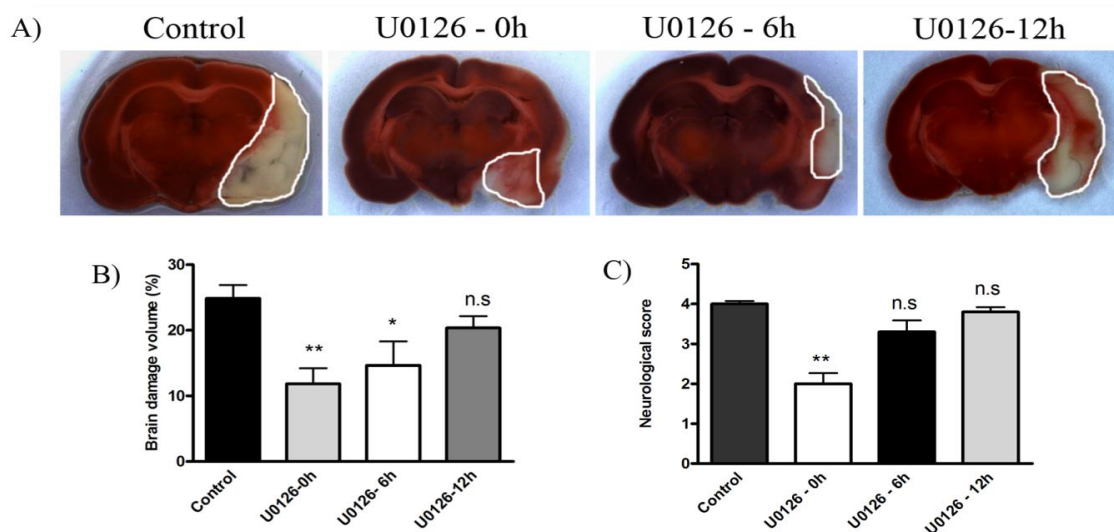 A)
Control U0126 - 0h U0126 - 6h U0126-12h
B)
Brain damage volume (%)
30
20
10
0
** * n.s
Control U0126-0h U0126- 6h U0126-12h
C)
Neurological score
5
4
3
2
1
0
** n.s n.s
Control U0126 - 0h U0126 - 6h U0126 - 12h